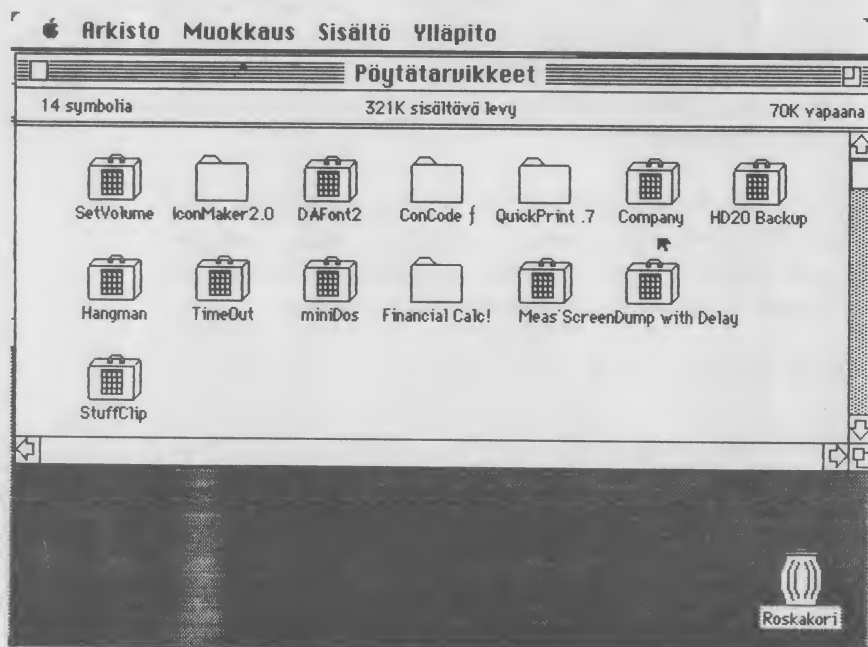 Arkisto Muokkaus Sisältö Ylläpito
Pöytätarvikkeet
14 symbolia 321K sisältävä levy 70K vapaana
SetVolume IconMaker2.0 DAFont2 ConCode ƒ QuickPrint .7 Company HD20 Backup
Hangman TimeOut miniDos Financial Calc! Meas ScreenDump with Delay
StuffClip
Roskakori